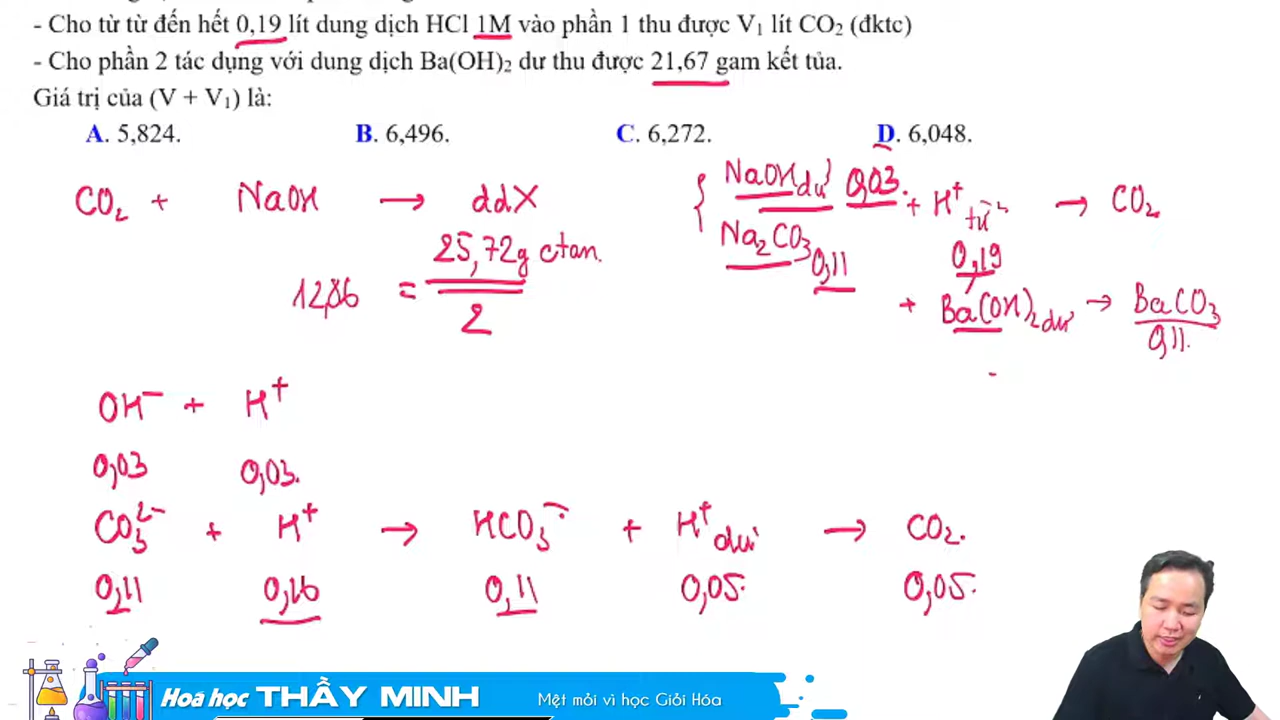 - Cho từ từ đến hết 0,19 lít dung dịch HCl 1M vào phần 1 thu được V₁ lít CO₂ (đktc)
- Cho phần 2 tác dụng với dung dịch Ba(OH)₂ dư thu được 21,67 gam kết tủa.
Giá trị của (V + V₁) là:
A. 5,824. B. 6,496. C. 6,272. D. 6,048.
CO₂ + NaOH → ddX
12,86 = 25,72g ctan.
2
{ NaOH dư 0,03. + H⁺ từ² → CO₂
Na₂CO₃ 0,11 0,19
+ Ba(OH)₂ dư → BaCO₃
0,11.
OH⁻ + H⁺
0,03 0,03.
CO₃²⁻ + H⁺ → HCO₃⁻ + H⁺ dư → CO₂.
0,11 0,16 0,11 0,05. 0,05.
Hoá học THẦY MINH
Mệt mỏi vì học Giỏi Hóa